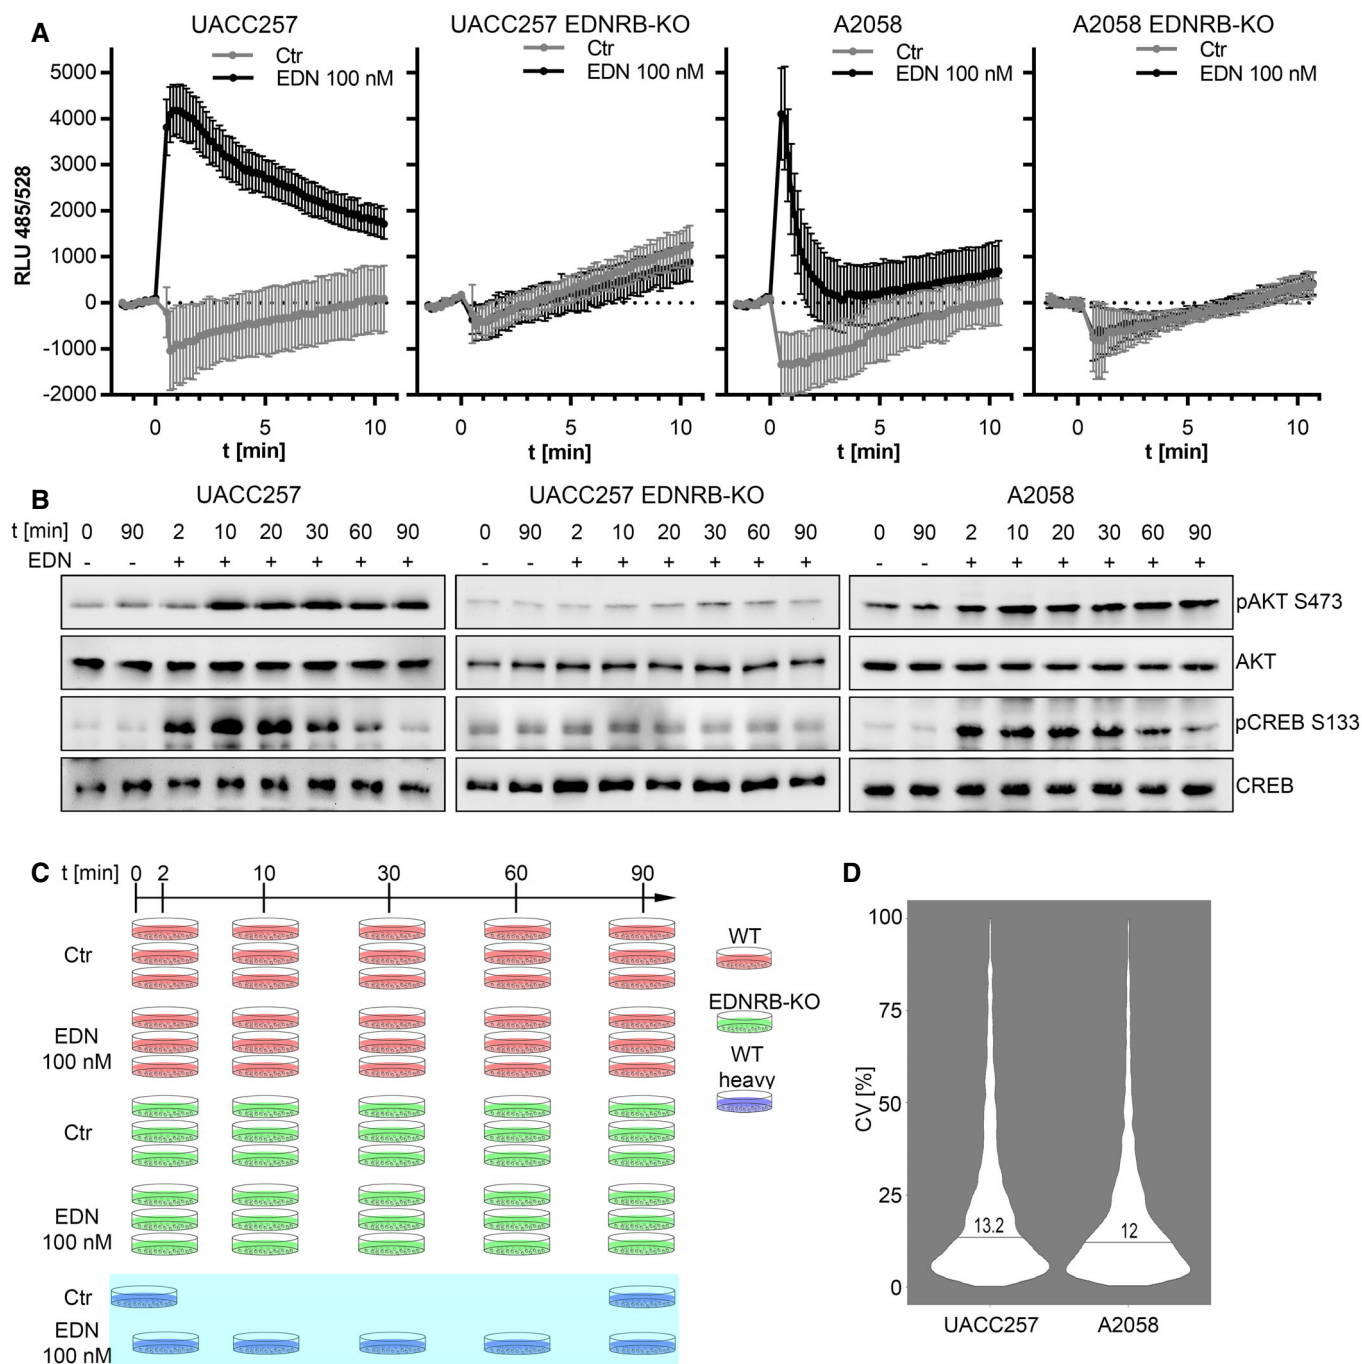 A
UACC257
UACC257 EDNRB-KO
A2058
A2058 EDNRB-KO
Ctr
EDN 100 nM
Ctr
EDN 100 nM
Ctr
EDN 100 nM
Ctr
EDN 100 nM
RLU 485/528
5000
4000
3000
2000
1000
0
-1000
-2000
0 5 10
0 5 10
0 5 10
0 5 10
t [min]
t [min]
t [min]
t [min]
B
UACC257
UACC257 EDNRB-KO
A2058
t [min] 0 90 2 10 20 30 60 90 0 90 2 10 20 30 60 90 0 90 2 10 20 30 60 90
EDN - - + + + + + + - - + + + + + + - - + + + + + +
pAKT S473
AKT
pCREB S133
CREB
C
t [min] 0 2 10 30 60 90
Ctr
EDN
100 nM
Ctr
EDN
100 nM
Ctr
EDN
100 nM
WT
EDNRB-KO
WT
heavy
D
CV [%]
100
75
50
25
0
13.2
12
UACC257
A2058